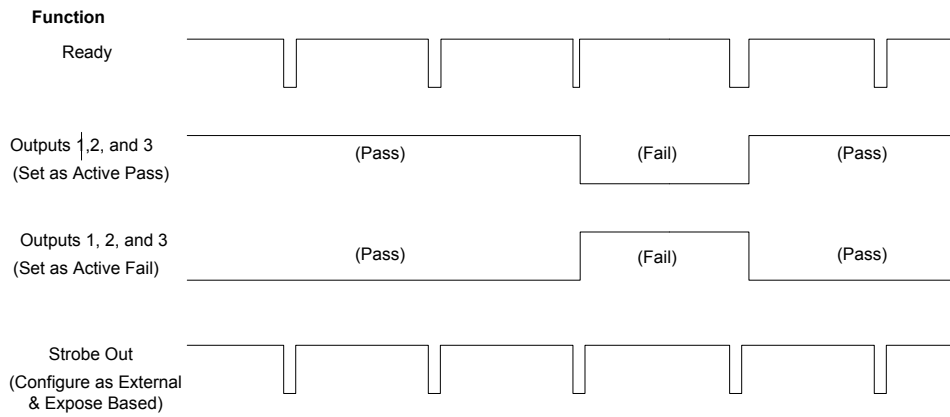 Function
Ready
Outputs 1,2, and 3
(Set as Active Pass)
(Pass)
(Fail)
(Pass)
Outputs 1, 2, and 3
(Set as Active Fail)
(Pass)
(Fail)
(Pass)
Strobe Out
(Configure as External
& Expose Based)